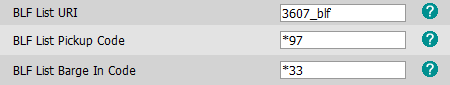 BLF List URI 3607_blf ?
BLF List Pickup Code *97 ?
BLF List Barge In Code *33 ?